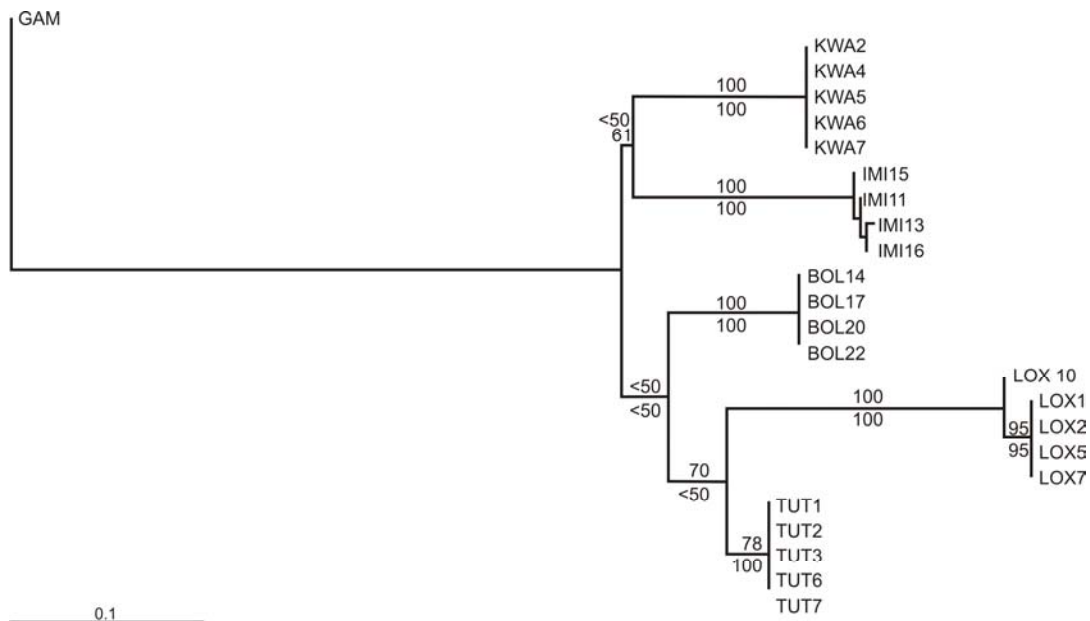 GAM
KWA2
KWA4
100
KWA5
100
<50
KWA6
61
KWA7
IMI15
100
IMI11
100
IMI13
IMI16
BOL14
100
BOL17
100
BOL20
BOL22
LOX 10
<50
100
LOX1
<50
100
LOX2
95
LOX5
95
LOX7
70
<50
TUT1
TUT2
78
TUT3
100
TUT6
TUT7
0.1